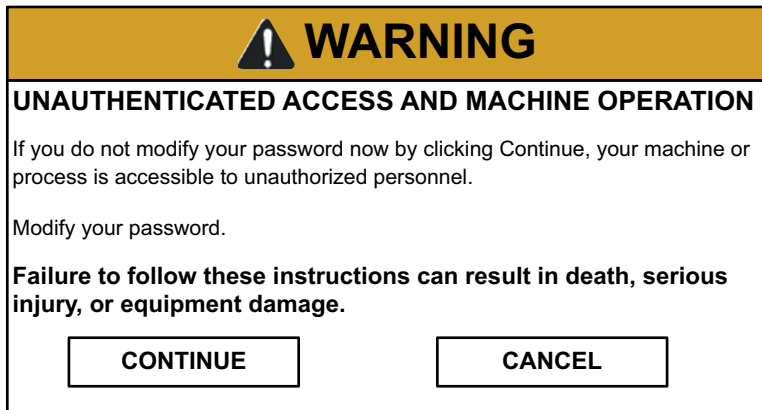 WARNING
UNAUTHENTICATED ACCESS AND MACHINE OPERATION
If you do not modify your password now by clicking Continue, your machine or
process is accessible to unauthorized personnel.
Modify your password.
Failure to follow these instructions can result in death, serious
injury, or equipment damage.
CONTINUE CANCEL